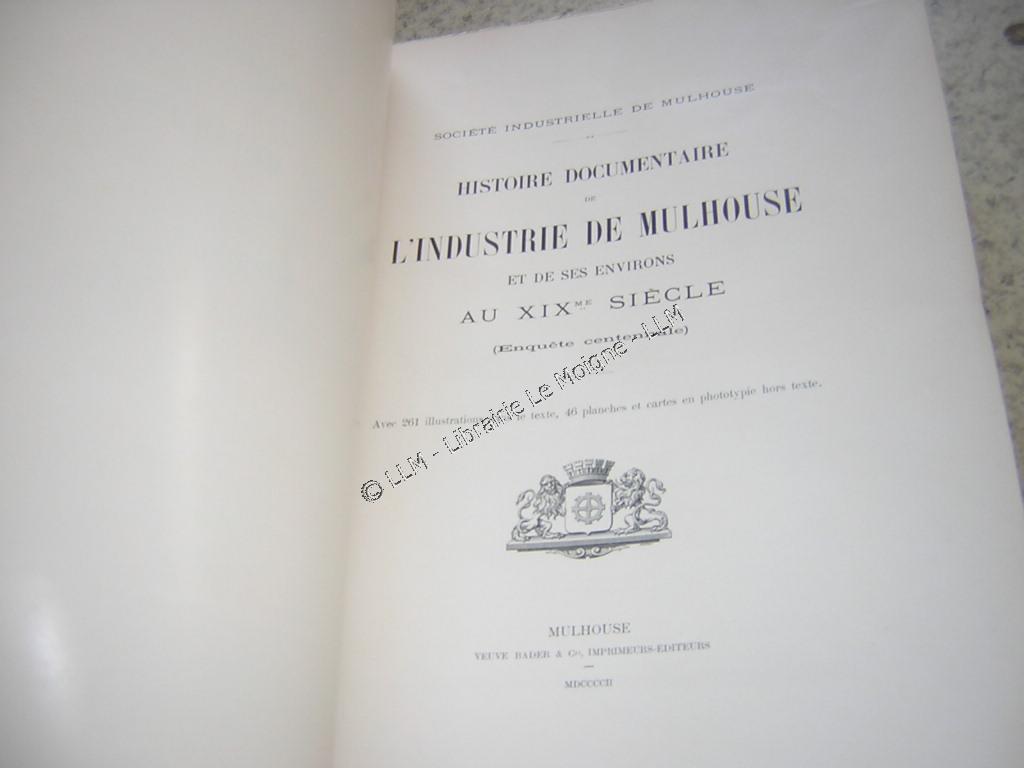 SOCIÉTÉ INDUSTRIELLE DE MULHOUSE
HISTOIRE DOCUMENTAIRE
DE
L'INDUSTRIE DE MULHOUSE
ET DE SES ENVIRONS
AU XIXME SIÈCLE
(Enquête centennale)
Avec 261 illustrations le texte, 46 planches et cartes en phototypie hors texte.
© LLM - Librairie Le Moigne - LLM
MULHOUSE
VEUVE BADER & Cie, IMPRIMEURS-ÉDITEURS
MDCCCCII